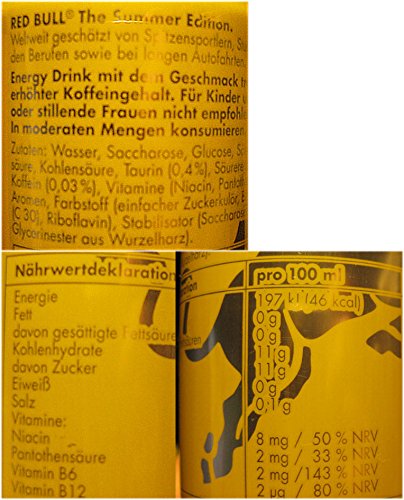 RED BULL® The Summer Edition.
Weltweit geschätzt von Spitzensportlern, Stu
den Berufen sowie bei langen Autofahrten.
Energy Drink mit dem Geschmack t
erhöhter Koffeingehalt. Für Kinder u
oder stillende Frauen nicht empfohle
In moderaten Mengen konsumieren.
Zutaten: Wasser, Saccharose, Glucose, Sä
säure, Kohlensäure, Taurin (0,4%), Säurere
Koffein (0,03%), Vitamine (Niacin, Pantoth
Aromen, Farbstoff (einfacher Zuckerkulör, E
(C 30), Riboflavin), Stabilisator (Saccharose
Glycerinester aus Wurzelharz).
Nährwertdeklaration
Energie
Fett
davon gesättigte Fettsäure
Kohlenhydrate
davon Zucker
Eiweiß
Salz
Vitamine:
Niacin
Pantothensäure
Vitamin B6
Vitamin B12
pro 100 ml
197 kJ (46 kcal)
0 g
0 g
11 g
11 g
0 g
0,1 g
8 mg / 50 % NRV
2 mg / 33 % NRV
2 mg /143 % NRV
2 µg / 80 % NRV